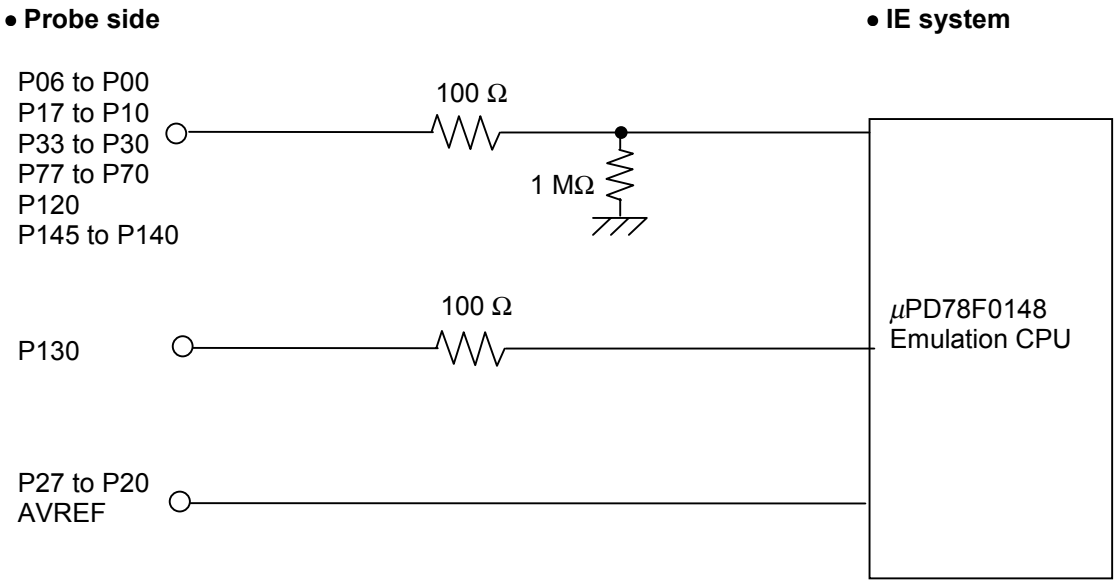 • Probe side
• IE system
P06 to P00
P17 to P10
P33 to P30
P77 to P70
P120
P145 to P140
100 Ω
1 MΩ
P130
100 Ω
μPD78F0148
Emulation CPU
P27 to P20
AVREF